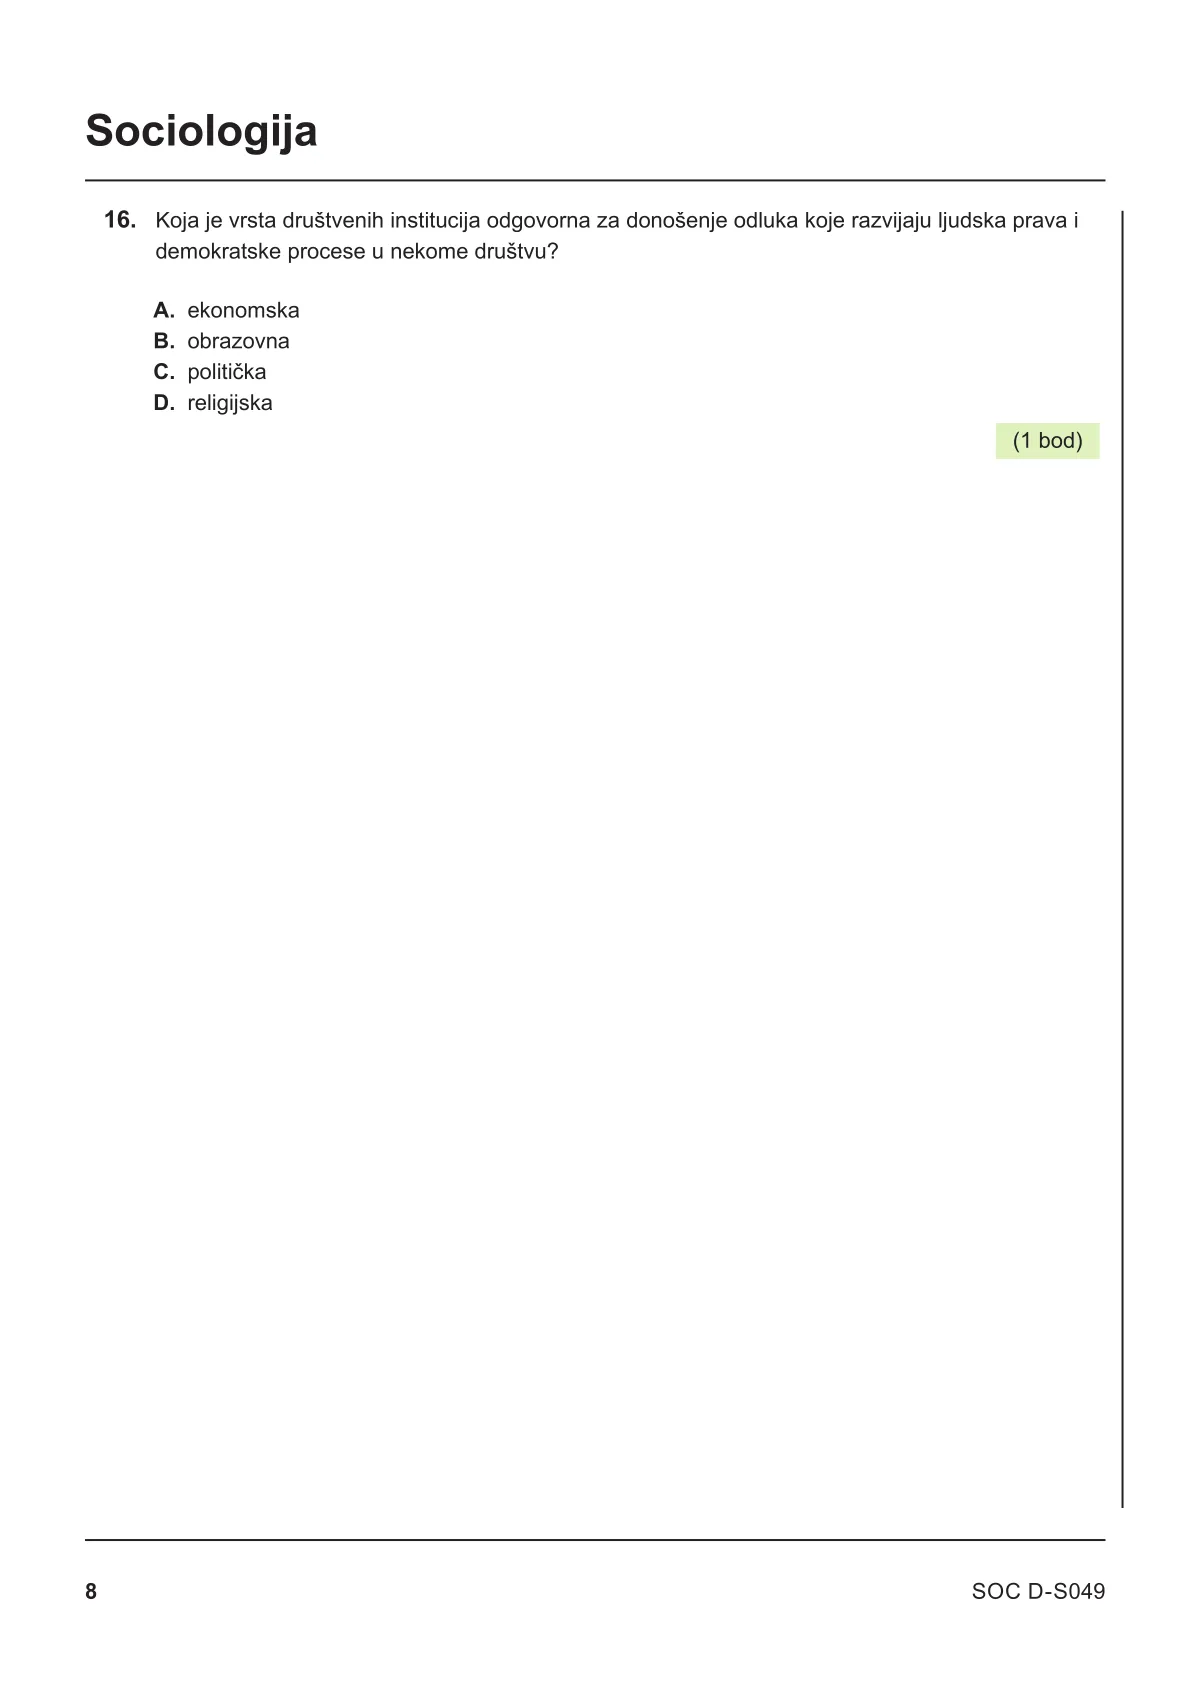 Sociologija
16. Koja je vrsta društvenih institucija odgovorna za donošenje odluka koje razvijaju ljudska prava i
demokratske procese u nekome društvu?
A. ekonomska
B. obrazovna
C. politička
D. religijska
(1 bod)
8
SOC D-S049